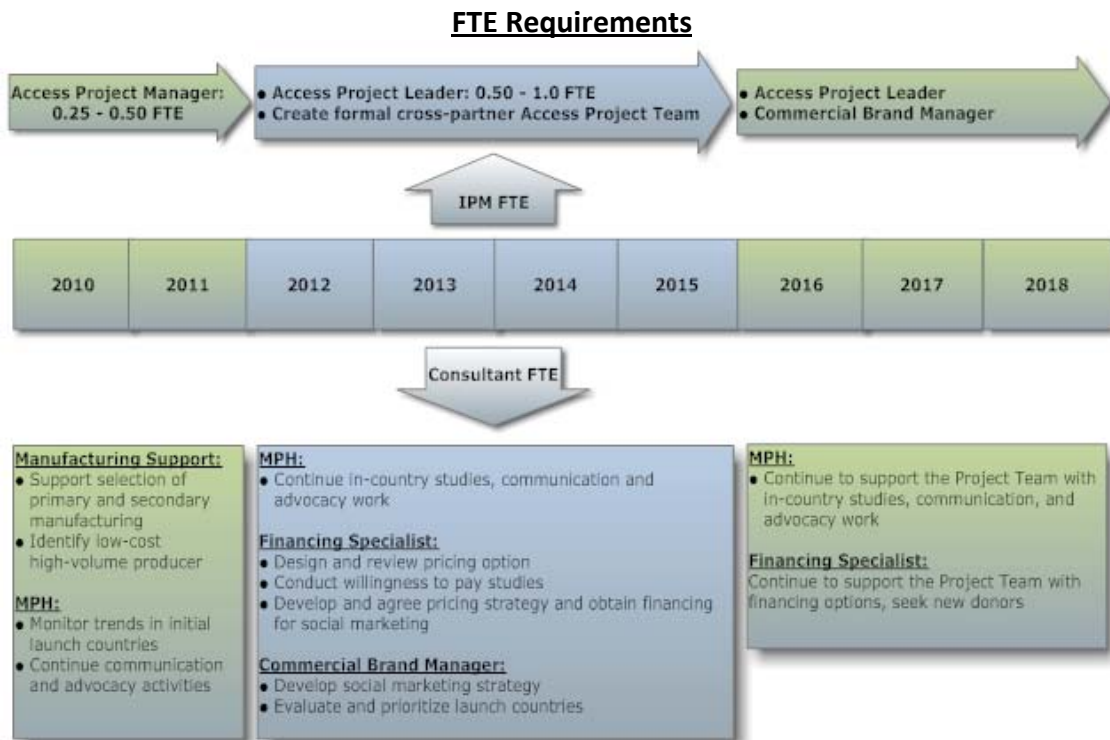 FTE Requirements
Access Project Manager:
0.25 - 0.50 FTE
● Access Project Leader: 0.50 - 1.0 FTE
● Create formal cross-partner Access Project Team
● Access Project Leader
● Commercial Brand Manager
IPM FTE
2010
2011
2012
2013
2014
2015
2016
2017
2018
Consultant FTE
Manufacturing Support:
● Support selection of
primary and secondary
manufacturing
● Identify low-cost
high-volume producer
MPH:
● Monitor trends in initial
launch countries
● Continue communication
and advocacy activities
MPH:
● Continue in-country studies, communication and
advocacy work
Financing Specialist:
● Design and review pricing option
● Conduct willingness to pay studies
● Develop and agree pricing strategy and obtain financing
for social marketing
Commercial Brand Manager:
● Develop social marketing strategy
● Evaluate and prioritize launch countries
MPH:
● Continue to support the Project Team with
in-country studies, communication, and
advocacy work
Financing Specialist:
Continue to support the Project Team with
financing options, seek new donors